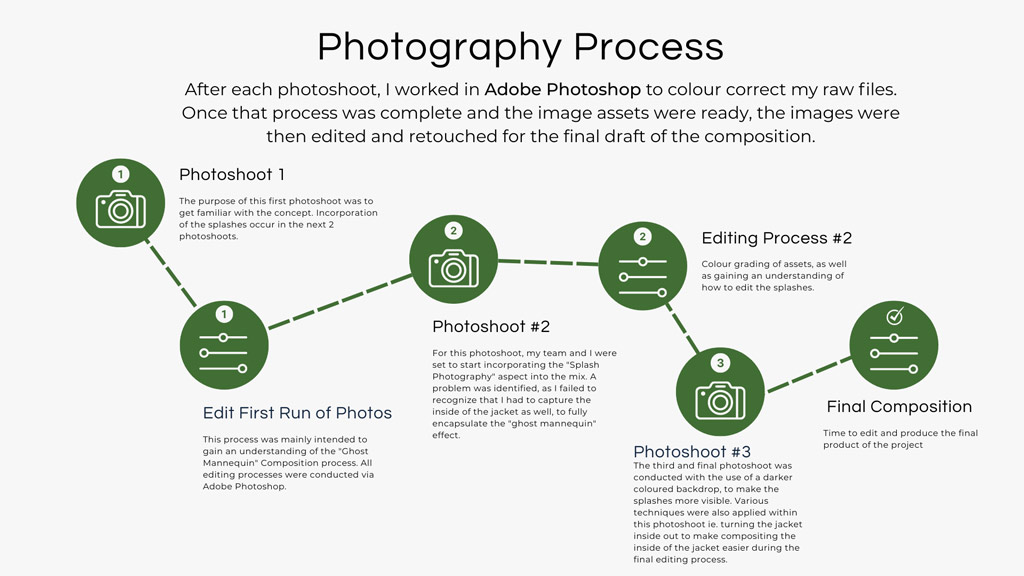 Photography Process
After each photoshoot, I worked in Adobe Photoshop to colour correct my raw files.
Once that process was complete and the image assets were ready, the images were
then edited and retouched for the final draft of the composition.
1
Photoshoot 1
The purpose of this first photoshoot was to
get familiar with the concept. Incorporation
of the splashes occur in the next 2
photoshoots.
1
Edit First Run of Photos
This process was mainly intended to
gain an understanding of the "Ghost
Mannequin" Composition process. All
editing processes were conducted via
Adobe Photoshop.
2
Photoshoot #2
For this photoshoot, my team and I were
set to start incorporating the "Splash
Photography" aspect into the mix. A
problem was identified, as I failed to
recognize that I had to capture the
inside of the jacket as well, to fully
encapsulate the "ghost mannequin"
effect.
2
Editing Process #2
Colour grading of assets, as well
as gaining an understanding of
how to edit the splashes.
3
Photoshoot #3
The third and final photoshoot was
conducted with the use of a darker
coloured backdrop, to make the
splashes more visible. Various
techniques were also applied within
this photoshoot ie. turning the jacket
inside out to make compositing the
inside of the jacket easier during the
final editing process.
Final Composition
Time to edit and produce the final
product of the project